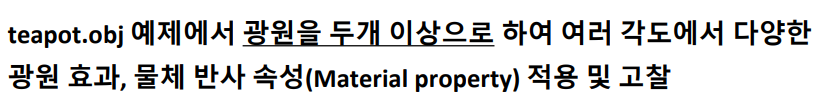 teapot.obj 예제에서 광원을 두개 이상으로 하여 여러 각도에서 다양한
광원 효과, 물체 반사 속성(Material property) 적용 및 고찰